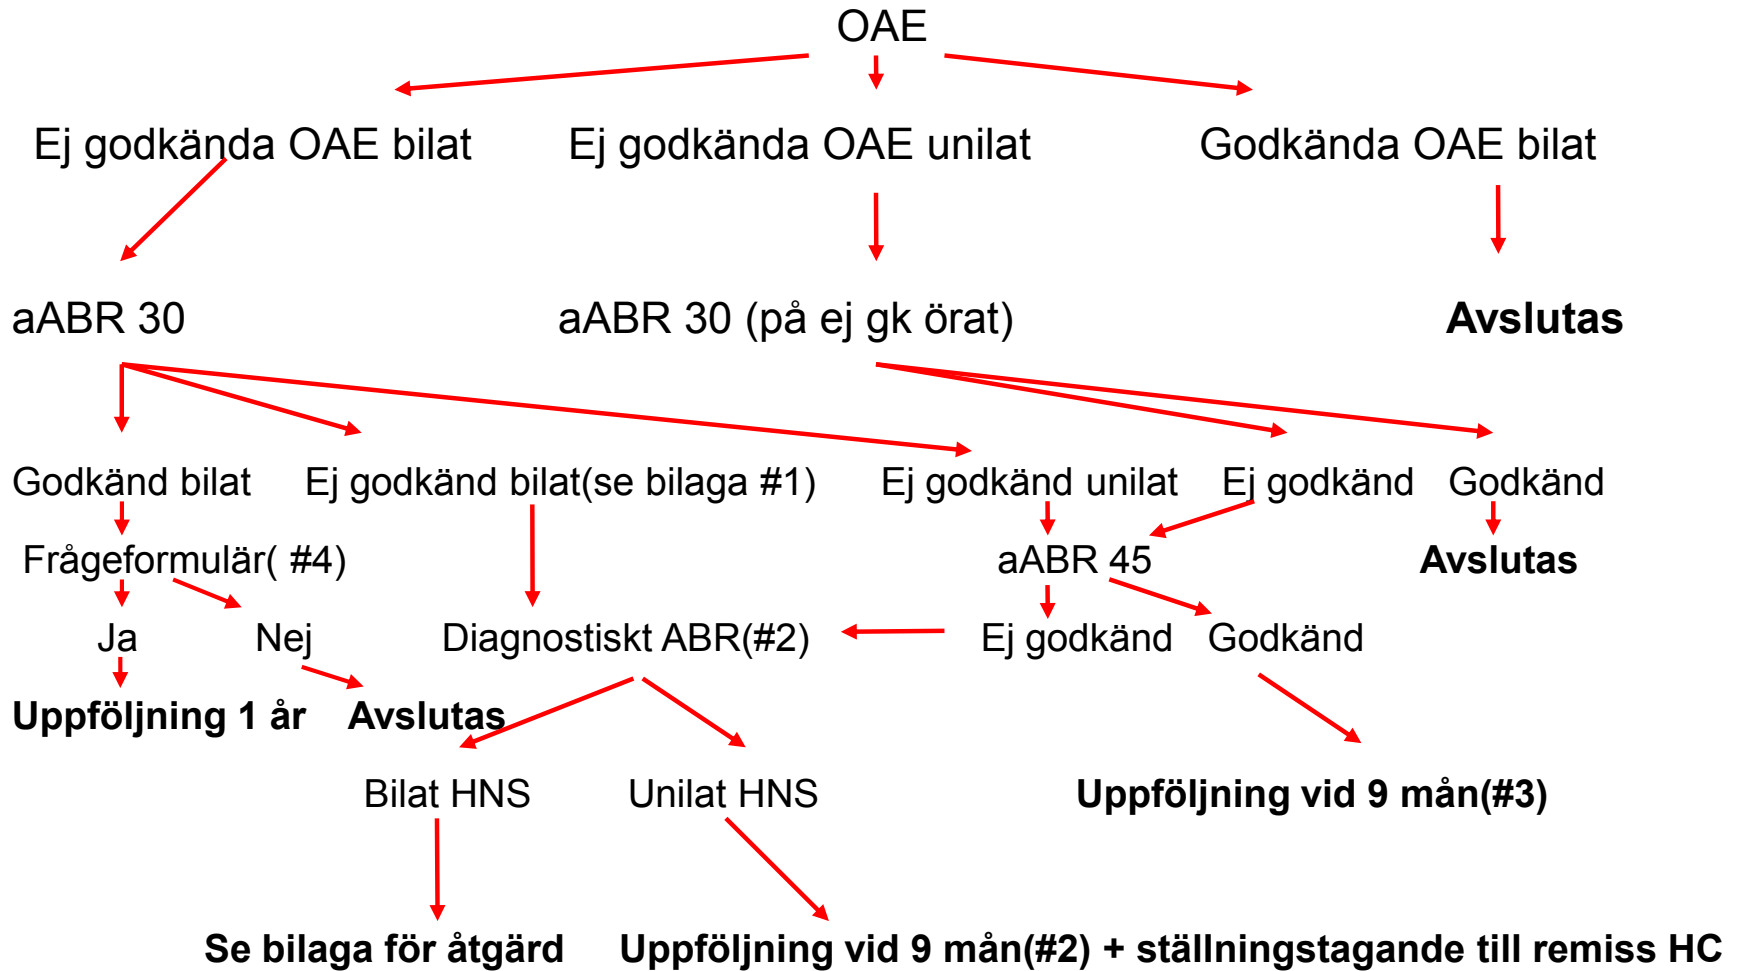 OAE
Ej godkända OAE bilat
Ej godkända OAE unilat
Godkända OAE bilat
aABR 30
aABR 30 (på ej gk örat)
Avslutas
Godkänd bilat
Ej godkänd bilat(se bilaga #1)
Ej godkänd unilat
Ej godkänd
Godkänd
Frågeformulär( #4)
aABR 45
Avslutas
Ja
Nej
Diagnostiskt ABR(#2)
Ej godkänd
Godkänd
Uppföljning 1 år
Avslutas
Bilat HNS
Unilat HNS
Uppföljning vid 9 mån(#3)
Se bilaga för åtgärd
Uppföljning vid 9 mån(#2) + ställningstagande till remiss HC